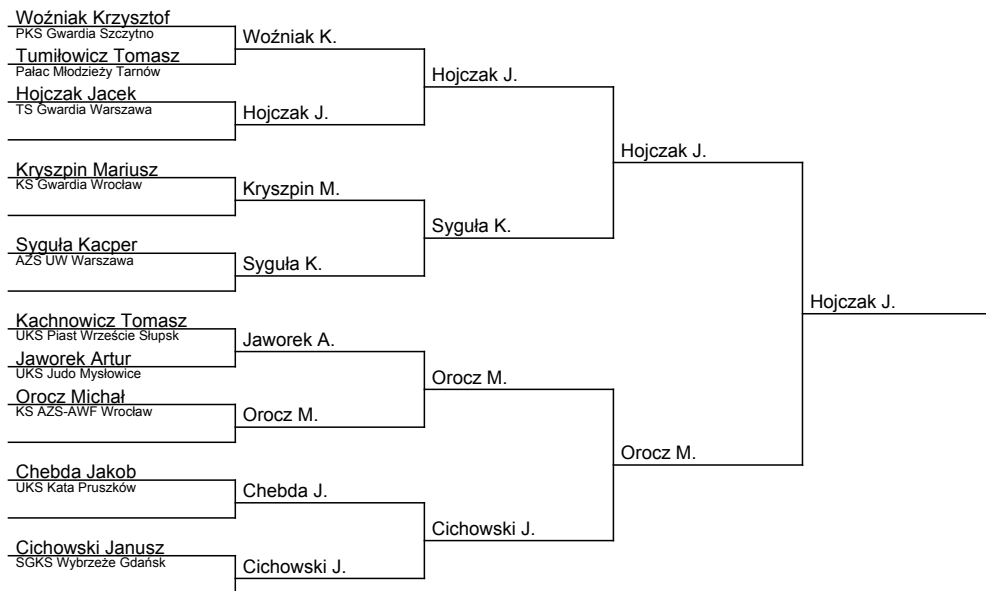 Woźniak Krzysztof
PKS Gwardia Szczytno
Tumiłowicz Tomasz
Pałac Młodzieży Tarnów
Hojczak Jacek
TS Gwardia Warszawa
Kryszpin Mariusz
KS Gwardia Wrocław
Syguła Kacper
AZS UW Warszawa
Kachnowicz Tomasz
UKS Piast Wrzeście Słupsk
Jaworek Artur
UKS Judo Mysłowice
Orocz Michał
KS AZS-AWF Wrocław
Chebda Jakob
UKS Kata Pruszków
Cichowski Janusz
SGKS Wybrzeże Gdańsk
Woźniak K.
Hojczak J.
Kryszpin M.
Syguła K.
Jaworek A.
Orocz M.
Chebda J.
Cichowski J.
Hojczak J.
Syguła K.
Orocz M.
Cichowski J.
Hojczak J.
Orocz M.
Hojczak J.